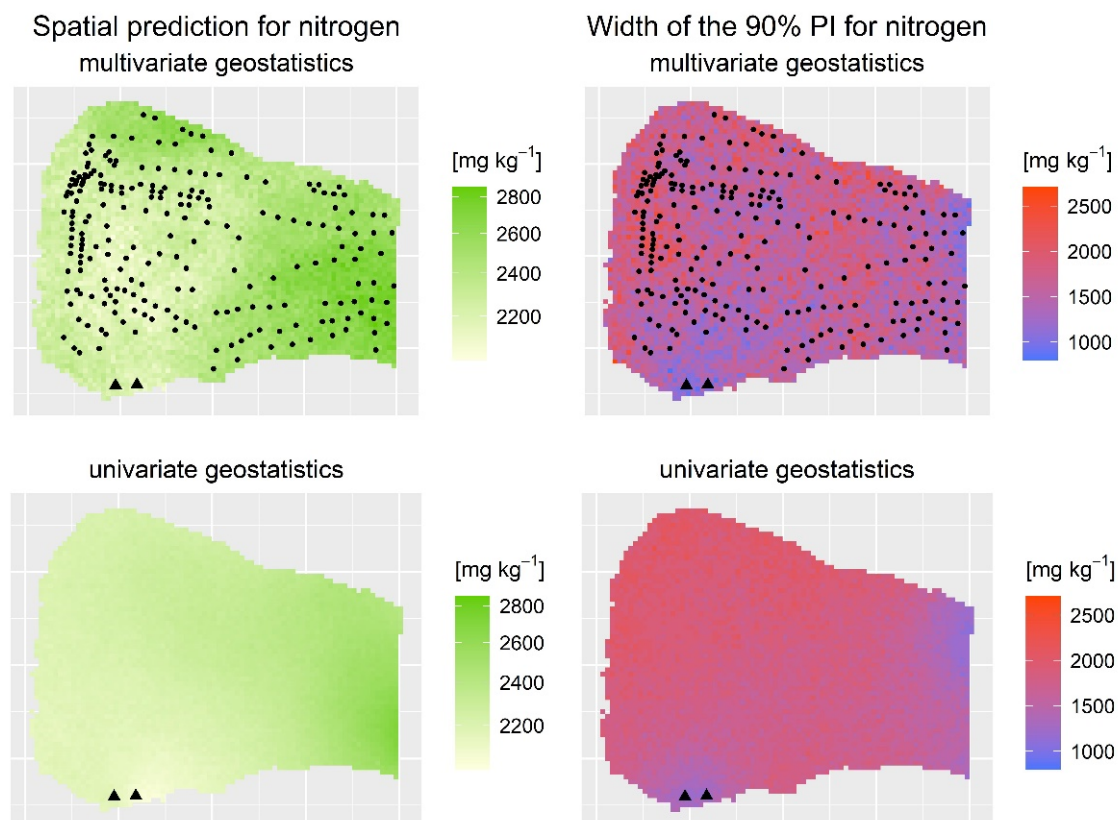 Spatial prediction for nitrogen
multivariate geostatistics
[mg kg⁻¹]
2800
2600
2400
2200
Width of the 90% PI for nitrogen
multivariate geostatistics
[mg kg⁻¹]
2500
2000
1500
1000
univariate geostatistics
[mg kg⁻¹]
2800
2600
2400
2200
univariate geostatistics
[mg kg⁻¹]
2500
2000
1500
1000